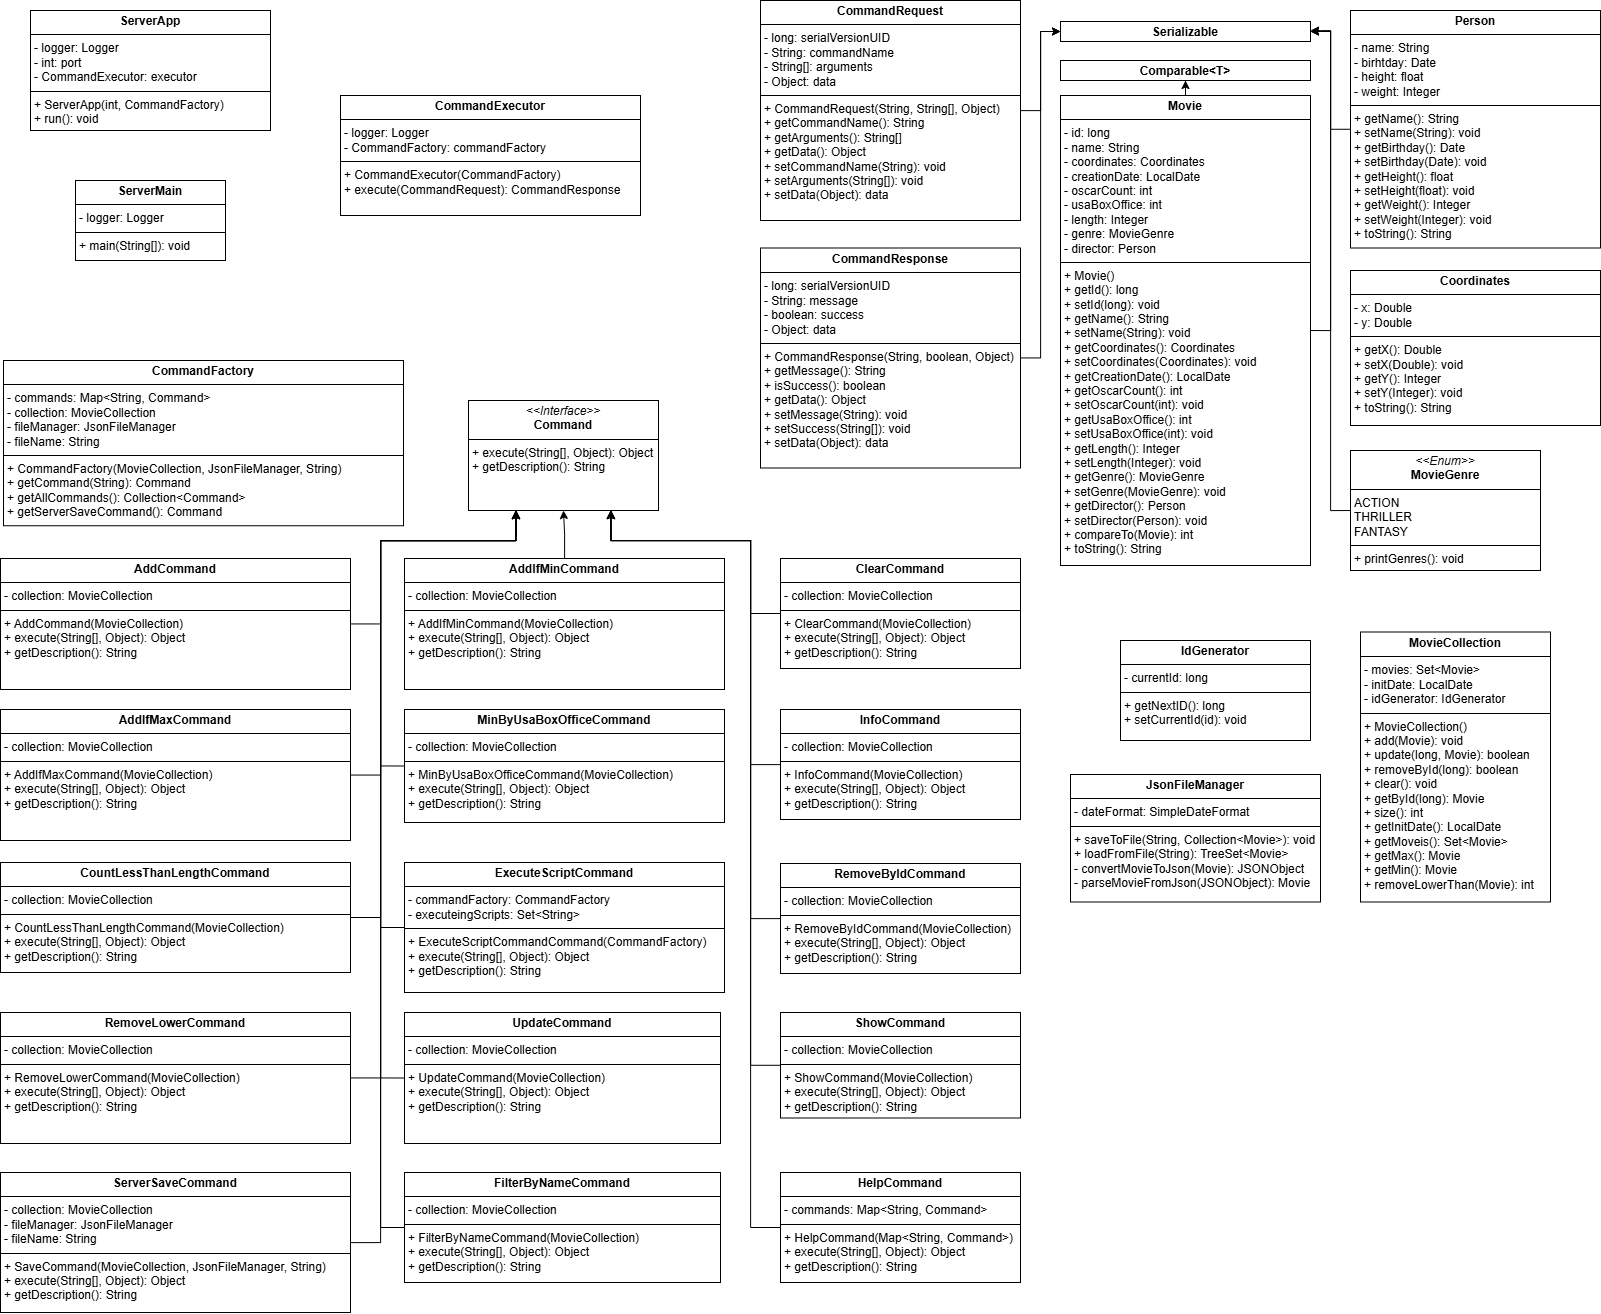 ServerApp
- logger: Logger
- int: port
- CommandExecutor: executor
+ ServerApp(int, CommandFactory)
+ run(): void
ServerMain
- logger: Logger
+ main(String[]): void
CommandExecutor
- logger: Logger
- CommandFactory: commandFactory
+ CommandExecutor(CommandFactory)
+ execute(CommandRequest): CommandResponse
CommandRequest
- long: serialVersionUID
- String: commandName
- String[]: arguments
- Object: data
+ CommandRequest(String, String[], Object)
+ getCommandName(): String
+ getArguments(): String[]
+ getData(): Object
+ setCommandName(String): void
+ setArguments(String[]): void
+ setData(Object): data
CommandResponse
- long: serialVersionUID
- String: message
- boolean: success
- Object: data
+ CommandResponse(String, boolean, Object)
+ getMessage(): String
+ isSuccess(): boolean
+ getData(): Object
+ setMessage(String): void
+ setSuccess(String[]): void
+ setData(Object): data
Serializable
Comparable<T>
Movie
- id: long
- name: String
- coordinates: Coordinates
- creationDate: LocalDate
- oscarCount: int
- usaBoxOffice: int
- length: Integer
- genre: MovieGenre
- director: Person
+ Movie()
+ getId(): long
+ setId(long): void
+ getName(): String
+ setName(String): void
+ getCoordinates(): Coordinates
+ setCoordinates(Coordinates): void
+ getCreationDate(): LocalDate
+ getOscarCount(): int
+ setOscarCount(int): void
+ getUsaBoxOffice(): int
+ setUsaBoxOffice(int): void
+ getLength(): Integer
+ setLength(Integer): void
+ getGenre(): MovieGenre
+ setGenre(MovieGenre): void
+ getDirector(): Person
+ setDirector(Person): void
+ compareTo(Movie): int
+ toString(): String
Person
- name: String
- birhtday: Date
- height: float
- weight: Integer
+ getName(): String
+ setName(String): void
+ getBirthday(): Date
+ setBirthday(Date): void
+ getHeight(): float
+ setHeight(float): void
+ getWeight(): Integer
+ setWeight(Integer): void
+ toString(): String
Coordinates
- x: Double
- y: Double
+ getX(): Double
+ setX(Double): void
+ getY(): Integer
+ setY(Integer): void
+ toString(): String
<<Enum>>
MovieGenre
ACTION
THRILLER
FANTASY
+ printGenres(): void
CommandFactory
- commands: Map<String, Command>
- collection: MovieCollection
- fileManager: JsonFileManager
- fileName: String
+ CommandFactory(MovieCollection, JsonFileManager, String)
+ getCommand(String): Command
+ getAllCommands(): Collection<Command>
+ getServerSaveCommand(): Command
<<Interface>>
Command
+ execute(String[], Object): Object
+ getDescription(): String
AddCommand
- collection: MovieCollection
+ AddCommand(MovieCollection)
+ execute(String[], Object): Object
+ getDescription(): String
AddIfMinCommand
- collection: MovieCollection
+ AddIfMinCommand(MovieCollection)
+ execute(String[], Object): Object
+ getDescription(): String
ClearCommand
- collection: MovieCollection
+ ClearCommand(MovieCollection)
+ execute(String[], Object): Object
+ getDescription(): String
AddIfMaxCommand
- collection: MovieCollection
+ AddIfMaxCommand(MovieCollection)
+ execute(String[], Object): Object
+ getDescription(): String
MinByUsaBoxOfficeCommand
- collection: MovieCollection
+ MinByUsaBoxOfficeCommand(MovieCollection)
+ execute(String[], Object): Object
+ getDescription(): String
InfoCommand
- collection: MovieCollection
+ InfoCommand(MovieCollection)
+ execute(String[], Object): Object
+ getDescription(): String
CountLessThanLengthCommand
- collection: MovieCollection
+ CountLessThanLengthCommand(MovieCollection)
+ execute(String[], Object): Object
+ getDescription(): String
ExecuteScriptCommand
- commandFactory: CommandFactory
- executeingScripts: Set<String>
+ ExecuteScriptCommandCommand(CommandFactory)
+ execute(String[], Object): Object
+ getDescription(): String
RemoveByIdCommand
- collection: MovieCollection
+ RemoveByIdCommand(MovieCollection)
+ execute(String[], Object): Object
+ getDescription(): String
RemoveLowerCommand
- collection: MovieCollection
+ RemoveLowerCommand(MovieCollection)
+ execute(String[], Object): Object
+ getDescription(): String
UpdateCommand
- collection: MovieCollection
+ UpdateCommand(MovieCollection)
+ execute(String[], Object): Object
+ getDescription(): String
ShowCommand
- collection: MovieCollection
+ ShowCommand(MovieCollection)
+ execute(String[], Object): Object
+ getDescription(): String
ServerSaveCommand
- collection: MovieCollection
- fileManager: JsonFileManager
- fileName: String
+ SaveCommand(MovieCollection, JsonFileManager, String)
+ execute(String[], Object): Object
+ getDescription(): String
FilterByNameCommand
- collection: MovieCollection
+ FilterByNameCommand(MovieCollection)
+ execute(String[], Object): Object
+ getDescription(): String
HelpCommand
- commands: Map<String, Command>
+ HelpCommand(Map<String, Command>)
+ execute(String[], Object): Object
+ getDescription(): String
IdGenerator
- currentId: long
+ getNextID(): long
+ setCurrentId(id): void
JsonFileManager
- dateFormat: SimpleDateFormat
+ saveToFile(String, Collection<Movie>): void
+ loadFromFile(String): TreeSet<Movie>
- convertMovieToJson(Movie): JSONObject
- parseMovieFromJson(JSONObject): Movie
MovieCollection
- movies: Set<Movie>
- initDate: LocalDate
- idGenerator: IdGenerator
+ MovieCollection()
+ add(Movie): void
+ update(long, Movie): boolean
+ removeById(long): boolean
+ clear(): void
+ getById(long): Movie
+ size(): int
+ getInitDate(): LocalDate
+ getMoveis(): Set<Movie>
+ getMax(): Movie
+ getMin(): Movie
+ removeLowerThan(Movie): int